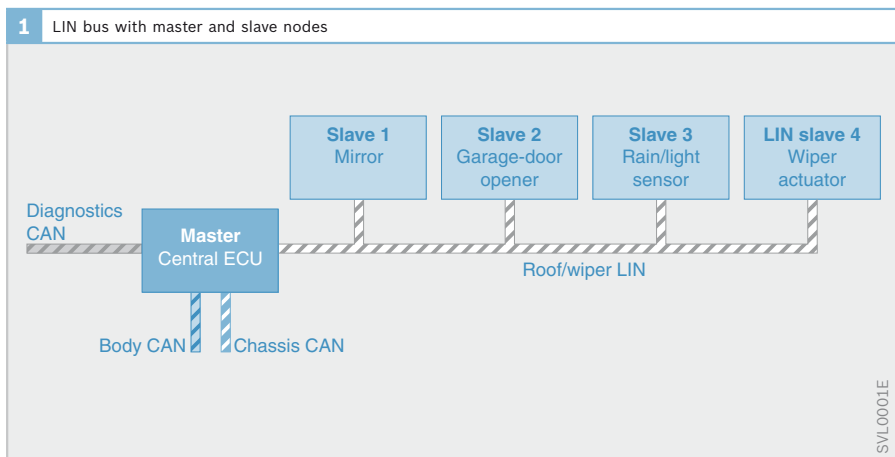 1 LIN bus with master and slave nodes
Slave 1
Mirror
Slave 2
Garage-door
opener
Slave 3
Rain/light
sensor
LIN slave 4
Wiper
actuator
Diagnostics
CAN
Master
Central ECU
Roof/wiper LIN
Body CAN
Chassis CAN
SVL0001E